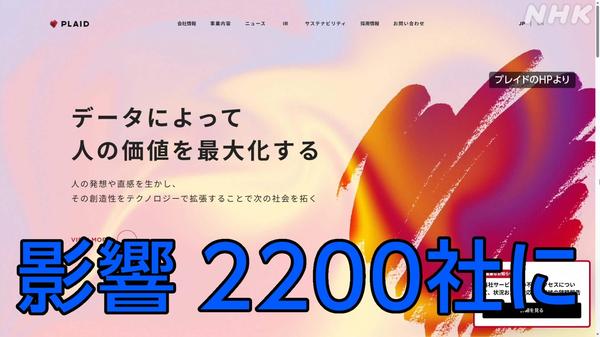 PLAID
会社情報 事業内容 ニュース IR サステナビリティ 採用情報 お問い合わせ JP
NHK
プレイドのHPより
データによって
人の価値を最大化する
人の発想や直感を生かし、
その創造性をテクノロジーで拡張することで次の社会を拓く
影響 2200社に